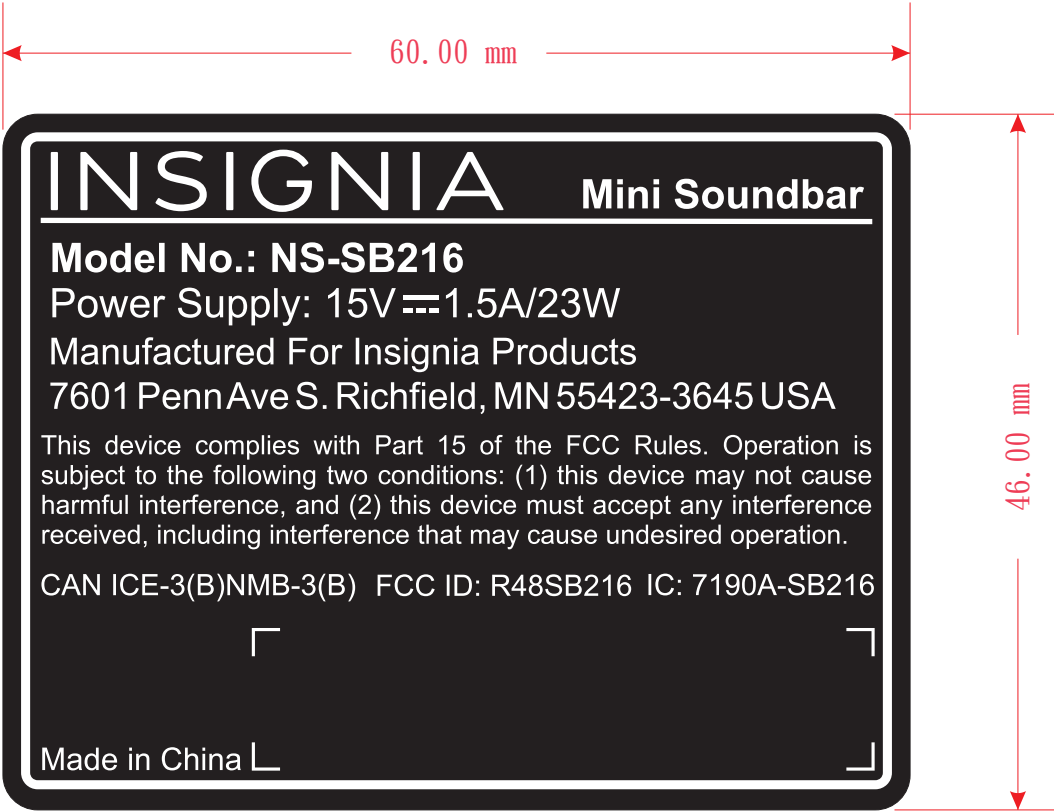 60.00 mm
INSIGNIA Mini Soundbar
Model No.: NS-SB216
Power Supply: 15V⎓1.5A/23W
Manufactured For Insignia Products
7601 Penn Ave S. Richfield, MN 55423-3645 USA
This device complies with Part 15 of the FCC Rules. Operation is
subject to the following two conditions: (1) this device may not cause
harmful interference, and (2) this device must accept any interference
received, including interference that may cause undesired operation.
CAN ICE-3(B)NMB-3(B) FCC ID: R48SB216 IC: 7190A-SB216
Made in China
46.00 mm